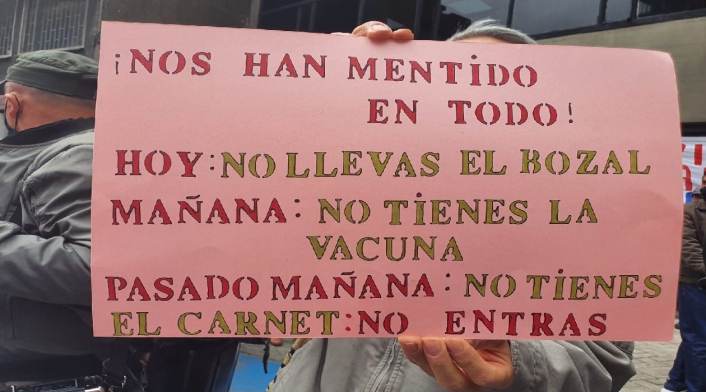 ¡NOS HAN MENTIDO
EN TODO!
HOY: NO LLEVAS EL BOZAL
MAÑANA: NO TIENES LA
VACUNA
PASADO MAÑANA: NO TIENES
EL CARNET: NO ENTRAS